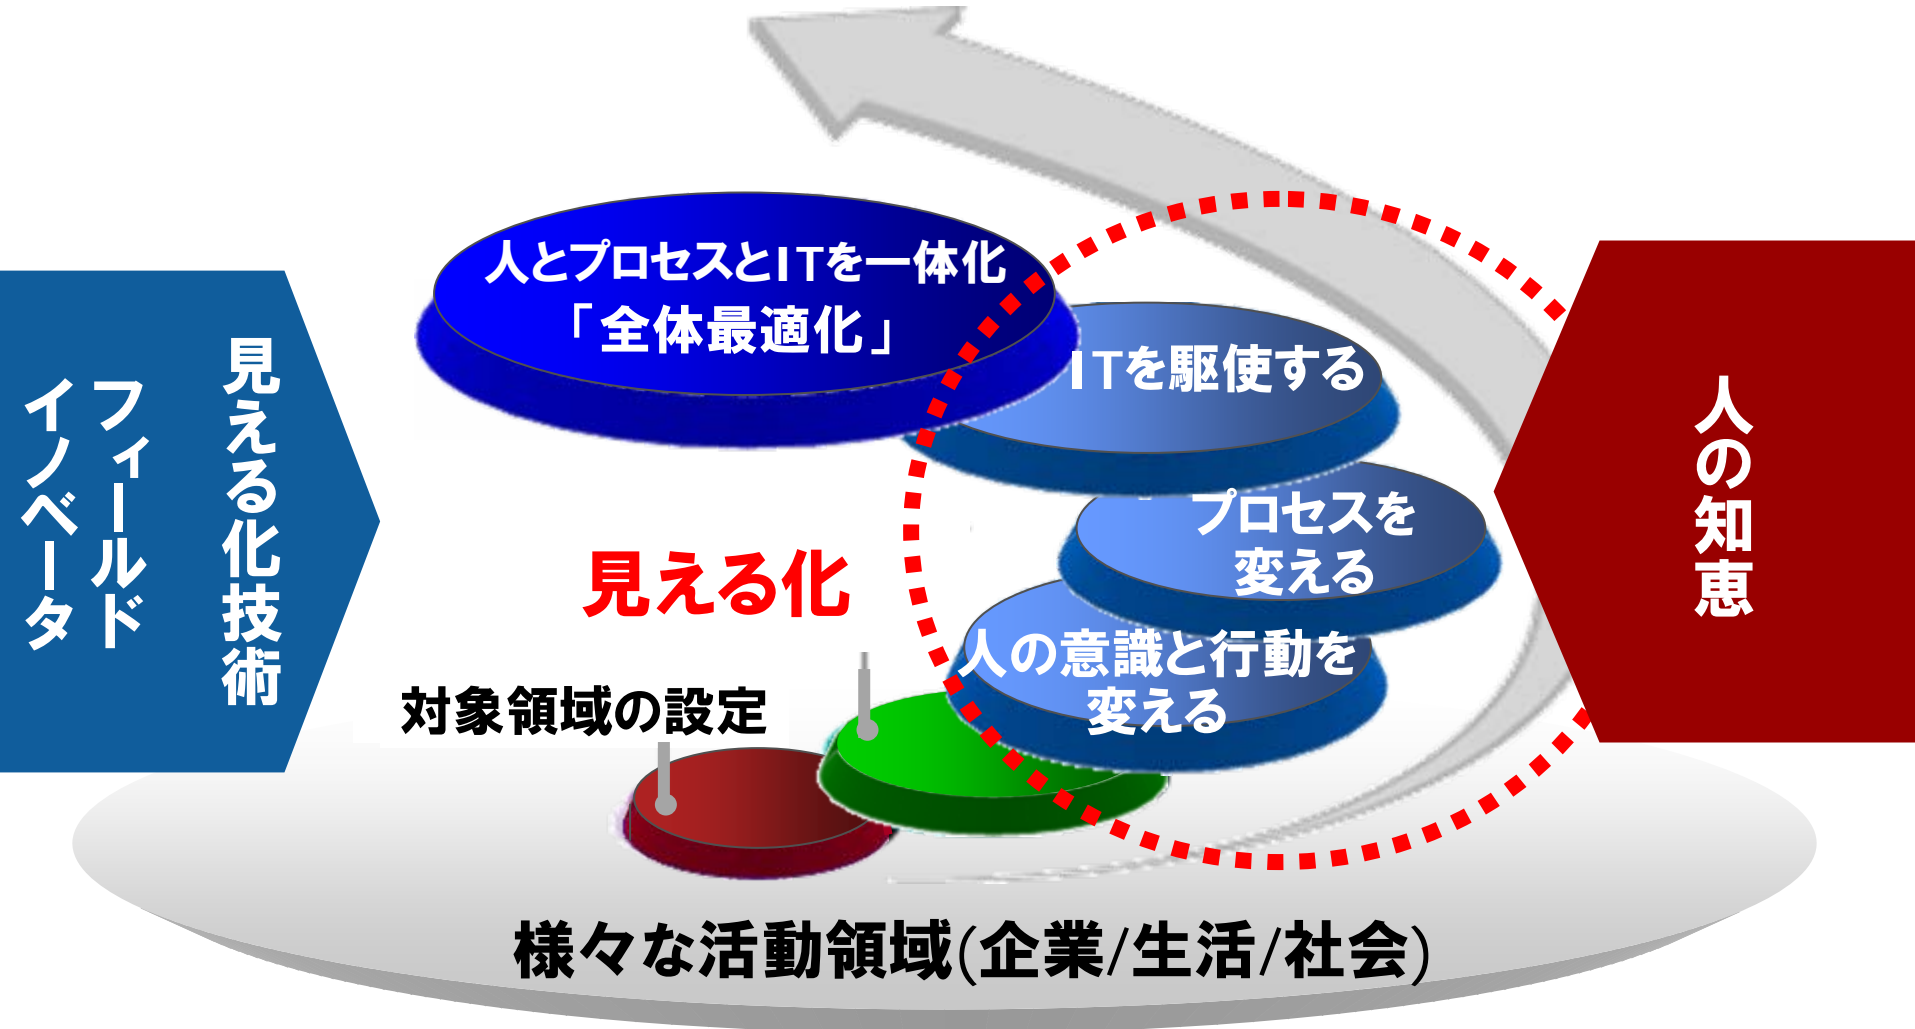 人とプロセスとITを一体化
「全体最適化」
ITを駆使する
プロセスを
変える
人の意識と行動を
変える
見える化
対象領域の設定
見える化技術
フィールド
イノベータ
人の知恵
様々な活動領域(企業/生活/社会)